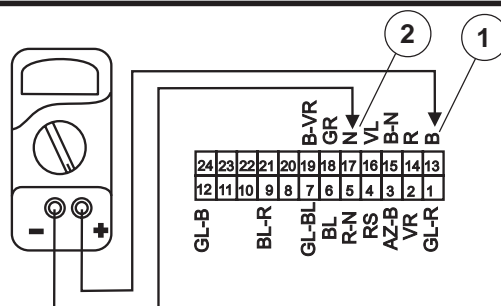 2
1
B-VR
GR
N
VL
B-N
R
B
24 23 22 21 20 19 18 17 16 15 14 13
12 11 10 9 8 7 6 5 4 3 2 1
GL-B
BL-R
GL-BL
BL
R-N
RS
AZ-B
VR
GL-R
- +